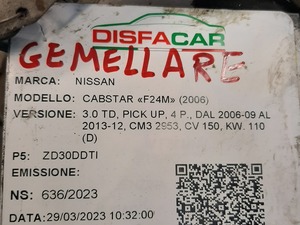 DISFACAR
GEMELLARE
MARCA: NISSAN
MODELLO: CABSTAR «F24M» (2006)
VERSIONE: 3.0 TD, PICK UP, 4 P., DAL 2006-09 AL
2013-12, CM3 2953, CV 150, KW. 110
(D)
P5: ZD30DDTI
EMISSIONE:
NS: 636/2023
DATA: 29/03/2023 10:32:00